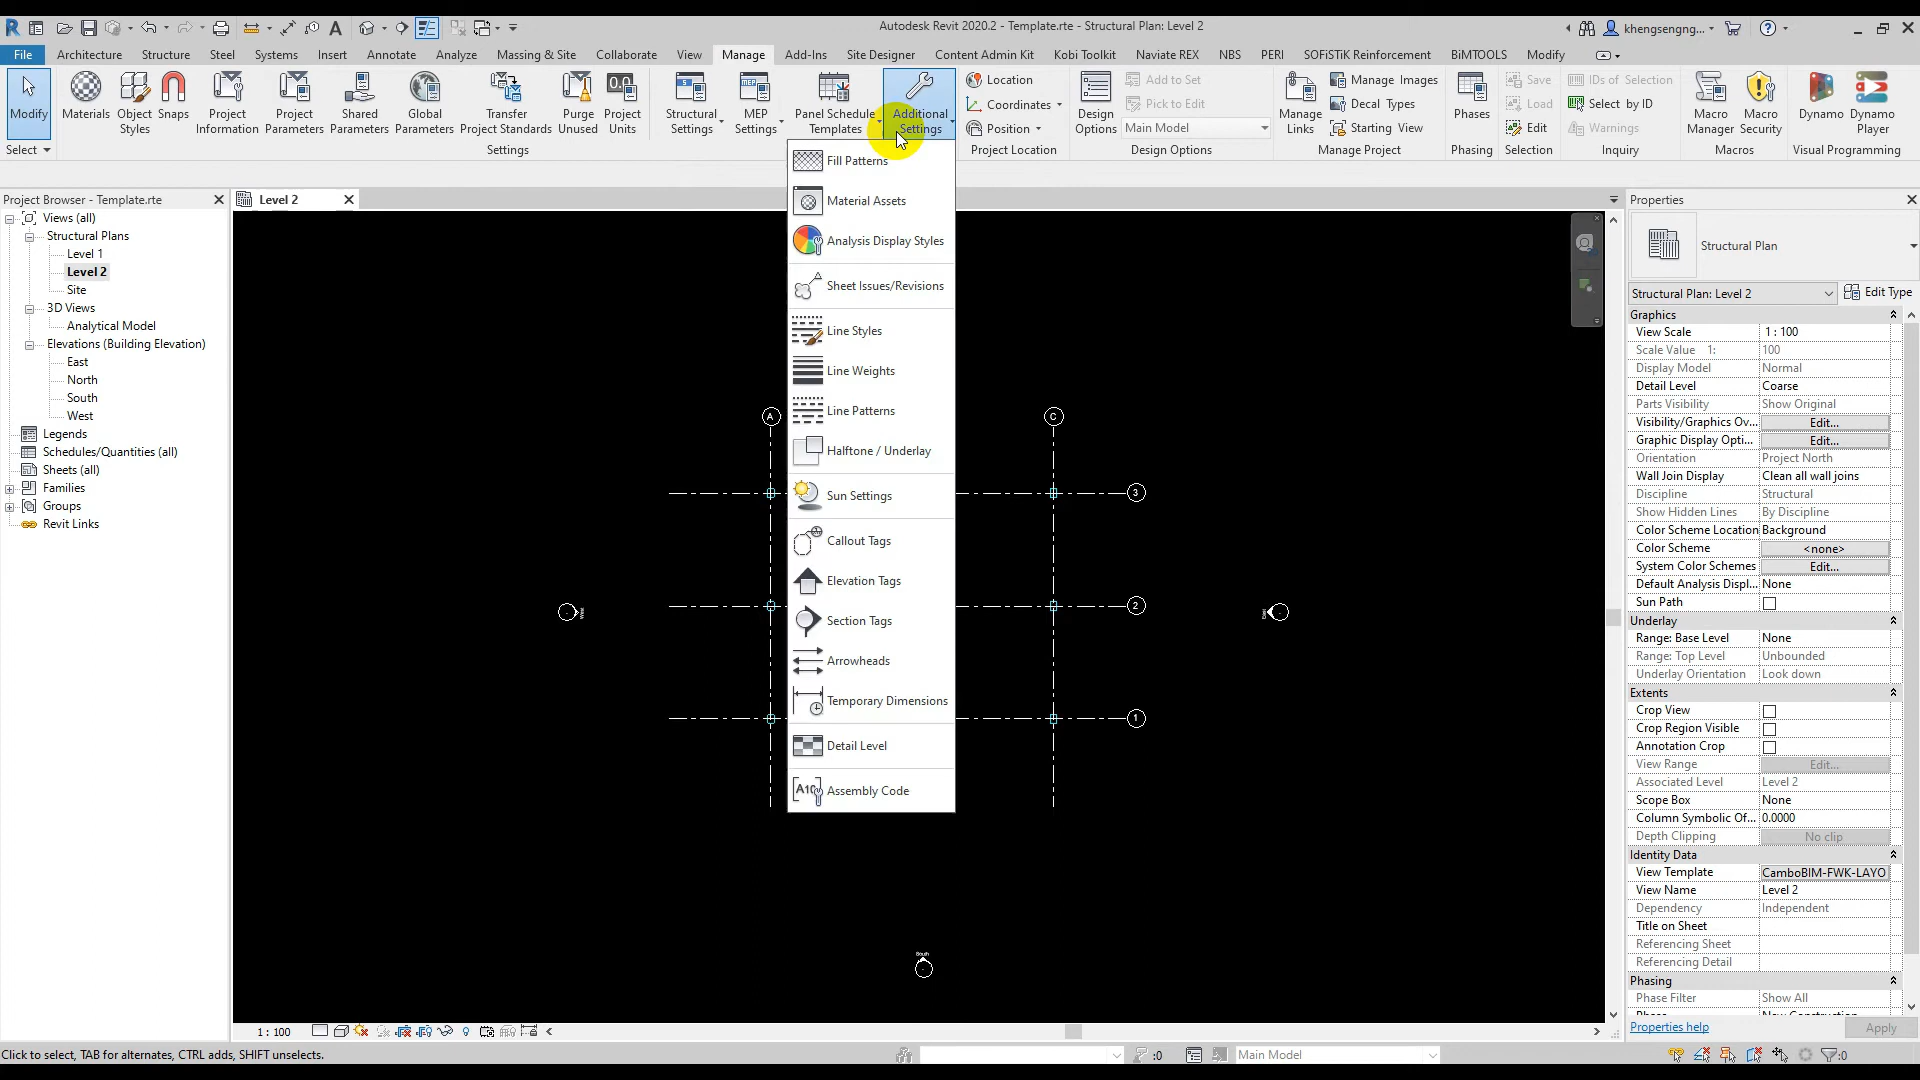 Autodesk Revit 2020.2 - Template.rte - Structural Plan: Level 2
khengsengng...
File Architecture Structure Steel Systems Insert Annotate Analyze Massing & Site Collaborate View Manage Add-Ins Site Designer Content Admin Kit Kobi Toolkit Naviate REX NBS PERI SOFiSTiK Reinforcement BiMTOOLS Modify
Modify
Materials
Object Styles
Snaps
Project Information
Project Parameters
Shared Parameters
Global Parameters
Transfer Project Standards
Purge Unused
Project Units
Structural Settings
MEP Settings
Panel Schedule Templates
Additional Settings
Location
Coordinates
Position
Design Options
Add to Set
Pick to Edit
Main Model
Manage Links
Manage Images
Decal Types
Starting View
Phases
Save
Load
Edit
IDs of Selection
Select by ID
Warnings
Macro Manager
Macro Security
Dynamo
Dynamo Player
Select
Settings
Project Location
Design Options
Manage Project
Phasing
Selection
Inquiry
Macros
Visual Programming
Project Browser - Template.rte
Views (all)
Structural Plans
Level 1
Level 2
Site
3D Views
Analytical Model
Elevations (Building Elevation)
East
North
South
West
Legends
Schedules/Quantities (all)
Sheets (all)
Families
Groups
Revit Links
Level 2
Fill Patterns
Material Assets
Analysis Display Styles
Sheet Issues/Revisions
Line Styles
Line Weights
Line Patterns
Halftone / Underlay
Sun Settings
Callout Tags
Elevation Tags
Section Tags
Arrowheads
Temporary Dimensions
Detail Level
Assembly Code
A
C
3
2
1
West
East
South
Properties
Structural Plan
Structural Plan: Level 2
Edit Type
Graphics
View Scale 1 : 100
Scale Value 1: 100
Display Model Normal
Detail Level Coarse
Parts Visibility Show Original
Visibility/Graphics Ov... Edit...
Graphic Display Opti... Edit...
Orientation Project North
Wall Join Display Clean all wall joins
Discipline Structural
Show Hidden Lines By Discipline
Color Scheme Location Background
Color Scheme <none>
System Color Schemes Edit...
Default Analysis Displ... None
Sun Path
Underlay
Range: Base Level None
Range: Top Level Unbounded
Underlay Orientation Look down
Extents
Crop View
Crop Region Visible
Annotation Crop
View Range Edit...
Associated Level Level 2
Scope Box None
Column Symbolic Of... 0.0000
Depth Clipping No clip
Identity Data
View Template CamboBIM-FWK-LAYO
View Name Level 2
Dependency Independent
Title on Sheet
Referencing Sheet
Referencing Detail
Phasing
Phase Filter Show All
Properties help
Apply
1 : 100
Click to select, TAB for alternates, CTRL adds, SHIFT unselects.
:0
Main Model
:0